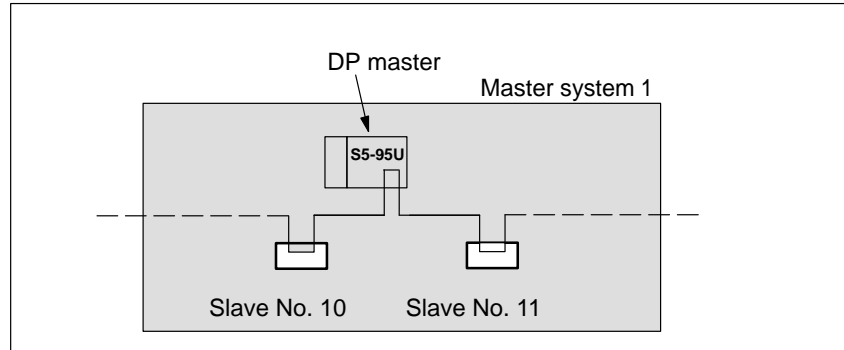 DP master
Master system 1
S5-95U
Slave No. 10
Slave No. 11